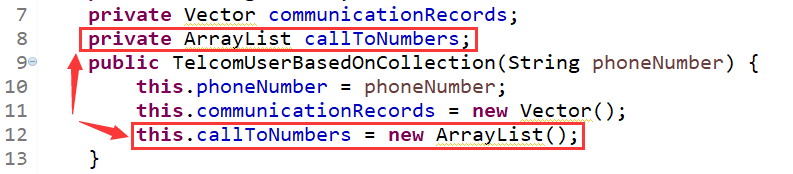 7 private Vector communicationRecords;
8 private ArrayList callToNumbers;
9 public TelcomUserBasedOnCollection(String phoneNumber) {
10 this.phoneNumber = phoneNumber;
11 this.communicationRecords = new Vector();
12 this.callToNumbers = new ArrayList();
13 }